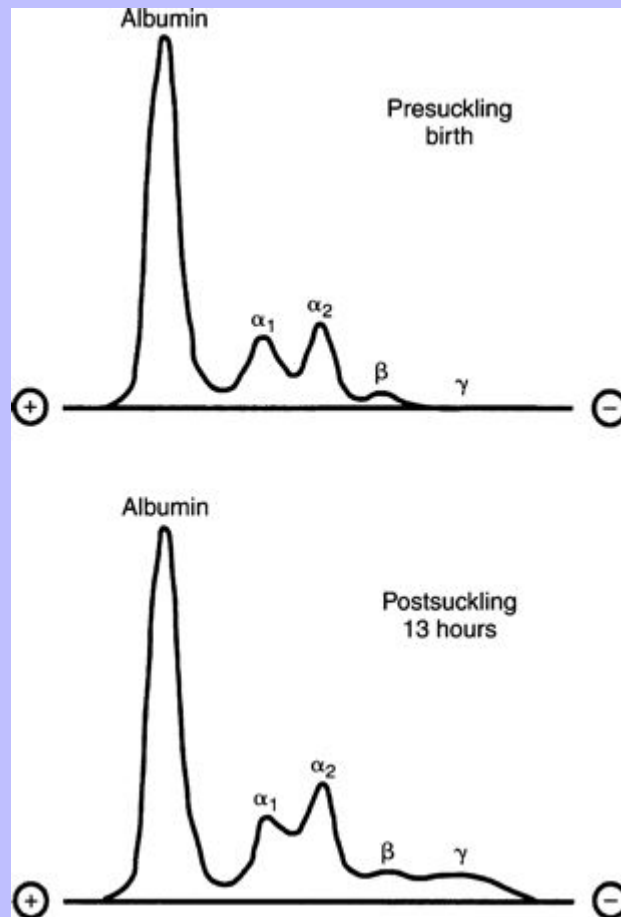 Albumin
Presuckling
birth
α1
α2
β
γ
+
−
Albumin
Postsuckling
13 hours
α1
α2
β
γ
+
−